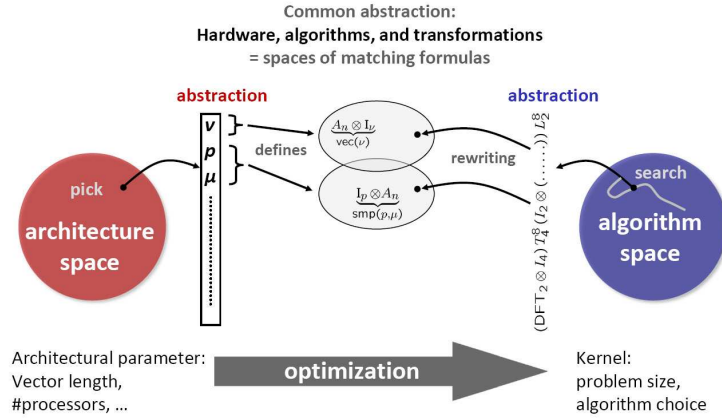 Common abstraction:
Hardware, algorithms, and transformations
= spaces of matching formulas
abstraction
abstraction
ν
p
μ
defines
A_n ⊗ I_ν
vec(ν)
I_p ⊗ A_n
smp(p,μ)
rewriting
(DFT_2 ⊗ I_4) T_4^8 (I_2 ⊗ (......)) L_2^8
pick
architecture
space
search
algorithm
space
Architectural parameter:
Vector length,
#processors, ...
optimization
Kernel:
problem size,
algorithm choice